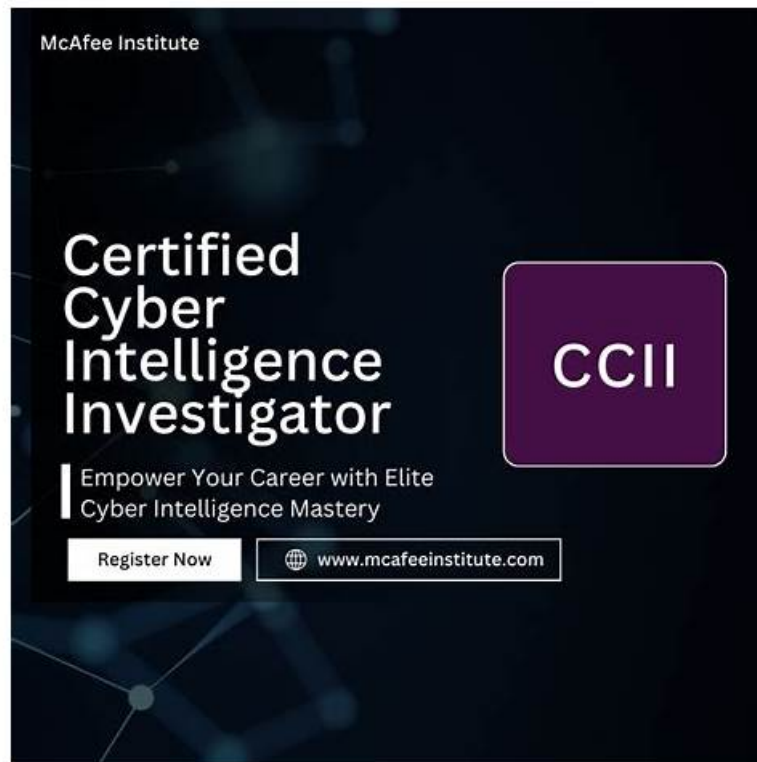 McAfee Institute
Certified
Cyber
Intelligence
Investigator
CCII
Empower Your Career with Elite
Cyber Intelligence Mastery
Register Now
www.mcafeeinstitute.com